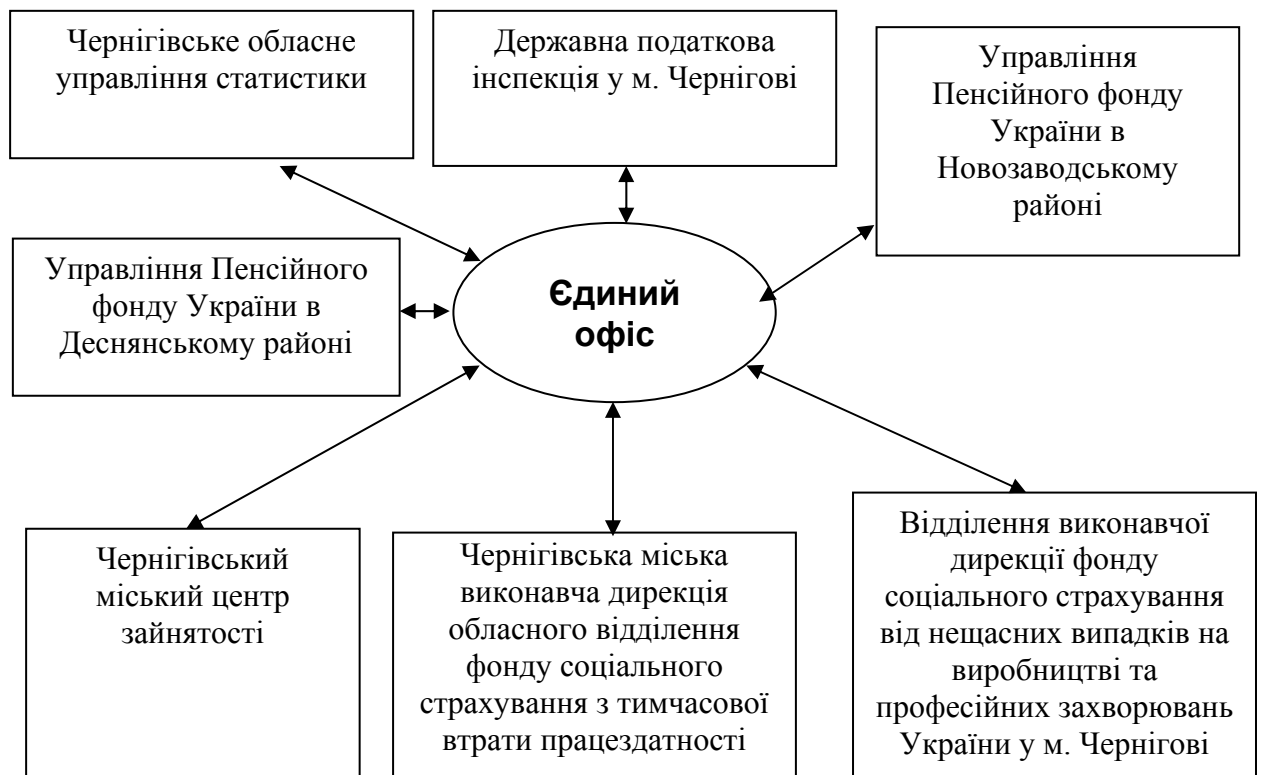 Чернігівське обласне
управління статистики
Державна податкова
інспекція у м. Чернігові
Управління
Пенсійного фонду
України в
Новозаводському
районі
Управління Пенсійного
фонду України в
Деснянському районі
Єдиний
офіс
Чернігівський
міський центр
зайнятості
Чернігівська міська
виконавча дирекція
обласного відділення
фонду соціального
страхування з тимчасової
втрати працездатності
Відділення виконавчої
дирекції фонду
соціального страхування
від нещасних випадків на
виробництві та
професійних захворювань
України у м. Чернігові